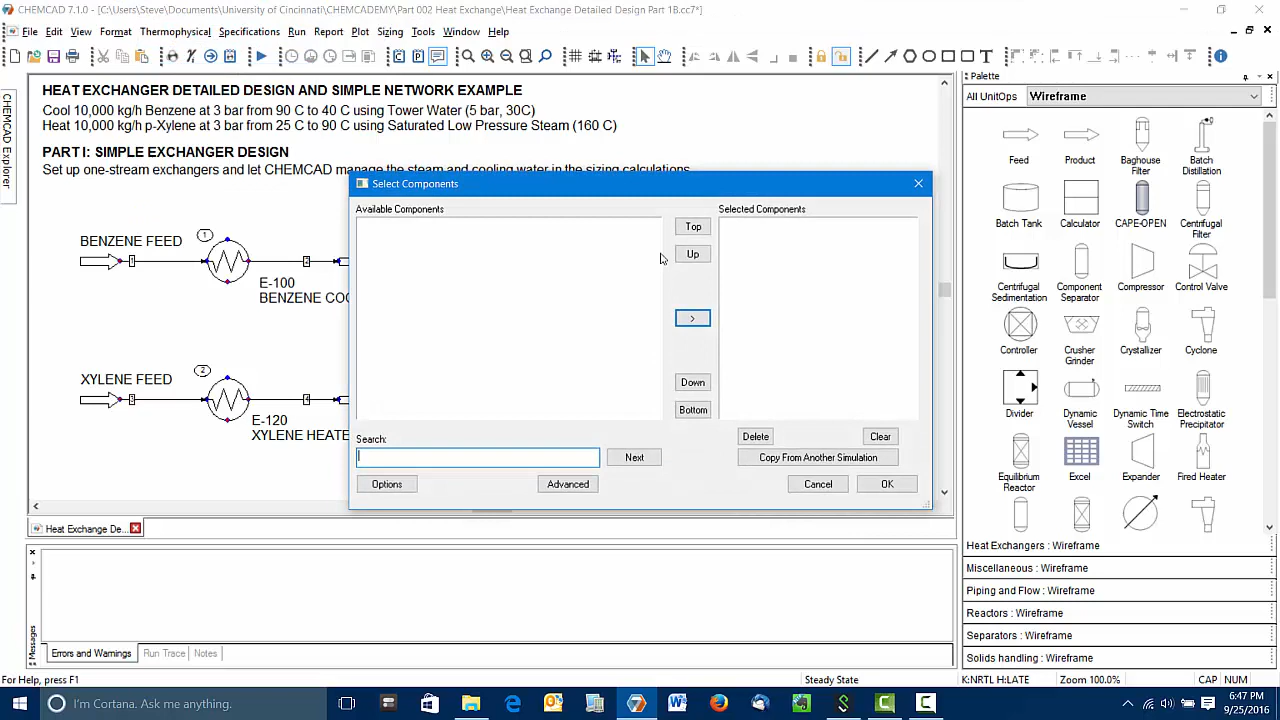 CHEMCAD 7.1.0 - [C:\Users\Steve\Documents\University of Cincinnati\CHEMCADEMY\Part 002 Heat Exchange\Heat Exchange Detailed Design Part 1B.cc7*]
File Edit View Format Thermophysical Specifications Run Report Plot Sizing Tools Window Help
CHEMCAD Explorer
HEAT EXCHANGER DETAILED DESIGN AND SIMPLE NETWORK EXAMPLE
Cool 10,000 kg/h Benzene at 3 bar from 90 C to 40 C using Tower Water (5 bar, 30C)
Heat 10,000 kg/h p-Xylene at 3 bar from 25 C to 90 C using Saturated Low Pressure Steam (160 C)
PART I: SIMPLE EXCHANGER DESIGN
Set up one-stream exchangers and let CHEMCAD manage the steam and cooling water in the sizing calculations.
BENZENE FEED
1
1
2
E-100
BENZENE COO
XYLENE FEED
2
3
4
E-120
XYLENE HEATE
Select Components
Available Components
Selected Components
Top
Up
>
Down
Bottom
Search:
Next
Options
Advanced
Delete
Clear
Copy From Another Simulation
Cancel
OK
Palette
All UnitOps
Wireframe
Feed
Product
Baghouse
Filter
Batch
Distillation
Batch Tank
Calculator
CAPE-OPEN
Centrifugal
Filter
Centrifugal
Sedimentation
Component
Separator
Compressor
Control Valve
Controller
Crusher
Grinder
Crystallizer
Cyclone
Divider
Dynamic
Vessel
Dynamic Time
Switch
Electrostatic
Precipitator
Equilibrium
Reactor
Excel
Expander
Fired Heater
Heat Exchangers : Wireframe
Miscellaneous : Wireframe
Piping and Flow : Wireframe
Reactors : Wireframe
Separators : Wireframe
Solids handling : Wireframe
Heat Exchange De...
Messages
Errors and Warnings
Run Trace
Notes
For Help, press F1
Steady State
K:NRTL H:LATE
Zoom 100.0%
CAP
NUM
I'm Cortana. Ask me anything.
6:47 PM
9/25/2016